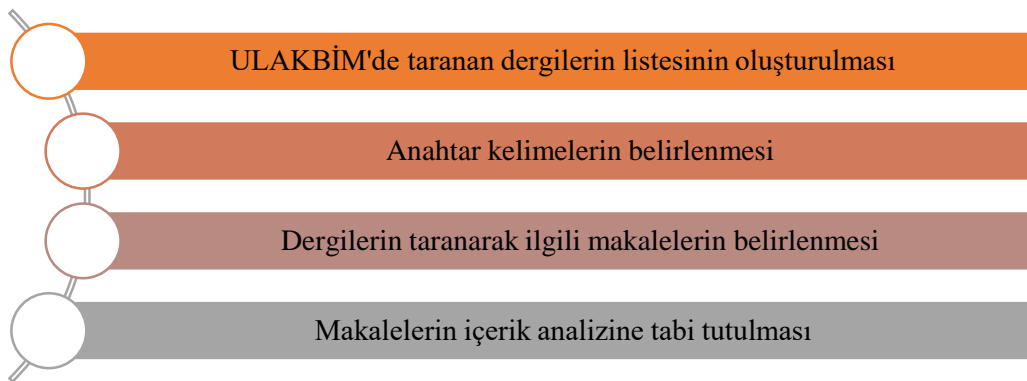 ULAKBİM'de taranan dergilerin listesinin oluşturulması
Anahtar kelimelerin belirlenmesi
Dergilerin taranarak ilgili makalelerin belirlenmesi
Makalelerin içerik analizine tabi tutulması